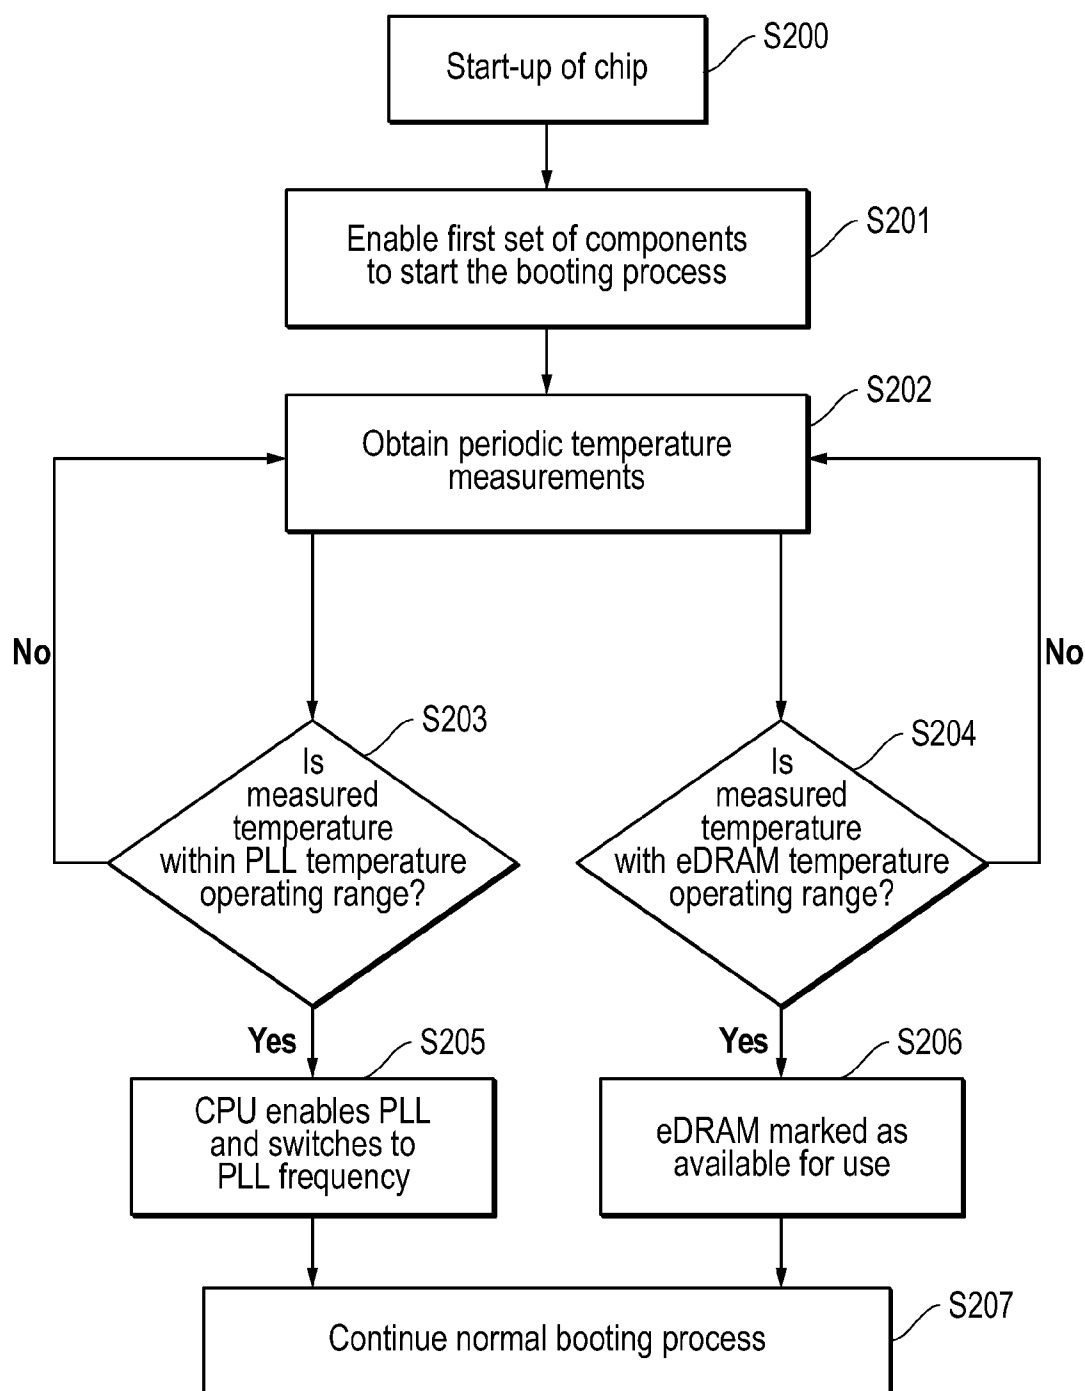 Start-up of chip
S200
Enable first set of components
to start the booting process
S201
Obtain periodic temperature
measurements
S202
No
No
Is
measured
temperature
within PLL temperature
operating range?
S203
Is
measured
temperature
with eDRAM temperature
operating range?
S204
Yes
Yes
CPU enables PLL
and switches to
PLL frequency
S205
eDRAM marked as
available for use
S206
Continue normal booting process
S207